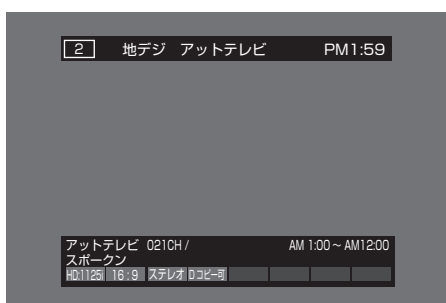 2 地デジ アットテレビ PM1:59
アットテレビ 021CH / AM 1:00～AM12:00
スポークン
HD:1125i 16:9 ステレオ Dコピー可